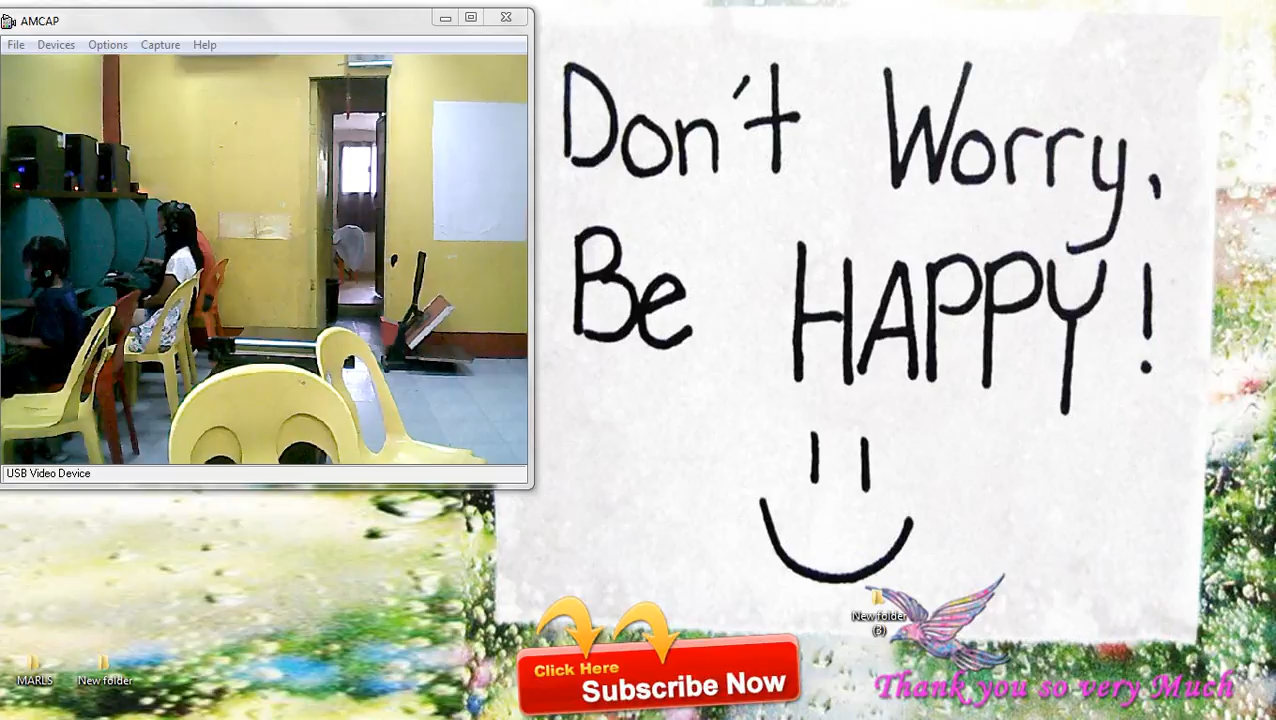 AMCAP
File Devices Options Capture Help
USB Video Device
Don't Worry,
Be HAPPY!
New folder
(3)
MARLS
New folder
Click Here
Subscribe Now
Thank you so very Much